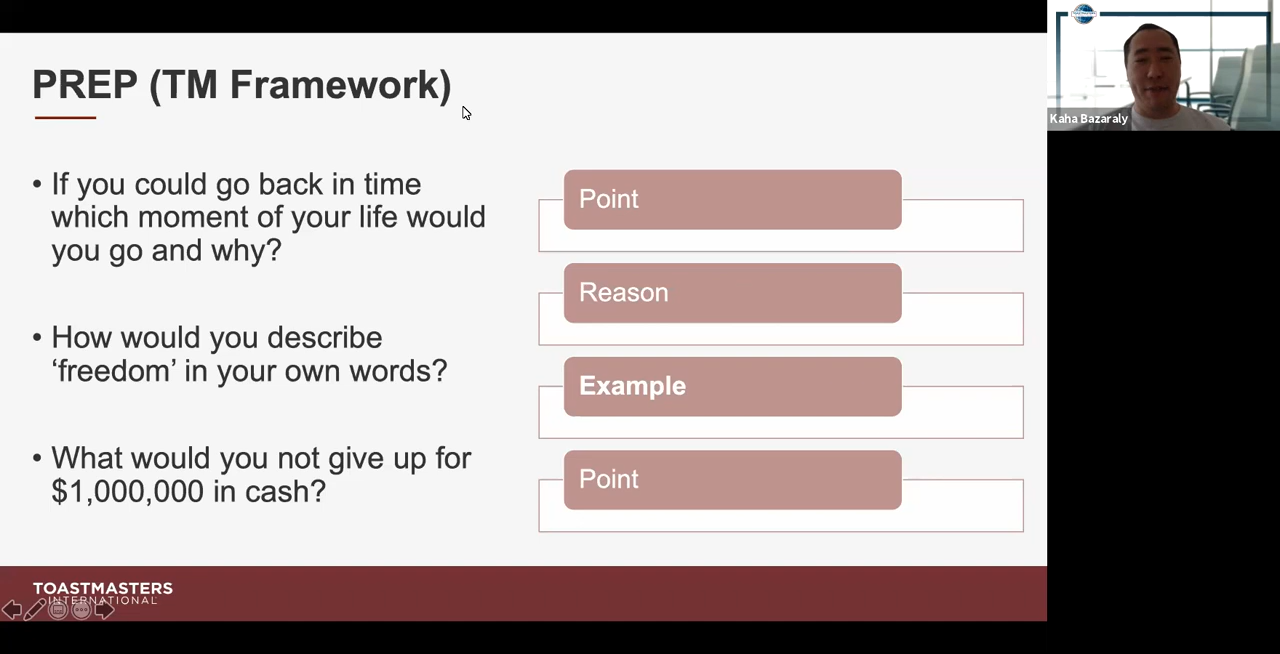 PREP (TM Framework)
• If you could go back in time
which moment of your life would
you go and why?
• How would you describe
‘freedom’ in your own words?
• What would you not give up for
$1,000,000 in cash?
Point
Reason
Example
Point
TOASTMASTERS
INTERNATIONAL
Kaha Bazaraly